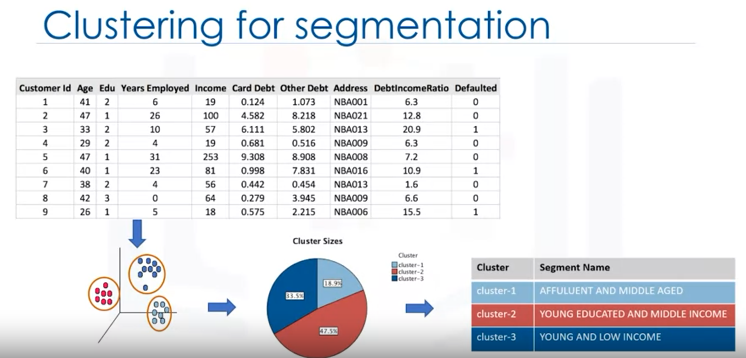 Clustering for segmentation
Customer Id Age Edu Years Employed Income Card Debt Other Debt Address DebtIncomeRatio Defaulted
1 41 2 6 19 0.124 1.073 NBA001 6.3 0
2 47 1 26 100 4.582 8.218 NBA021 12.8 0
3 33 2 10 57 6.111 5.802 NBA013 20.9 1
4 29 2 4 19 0.681 0.516 NBA009 6.3 0
5 47 1 31 253 9.308 8.908 NBA008 7.2 0
6 40 1 23 81 0.998 7.831 NBA016 10.9 1
7 38 2 4 56 0.442 0.454 NBA013 1.6 0
8 42 3 0 64 0.279 3.945 NBA009 6.6 0
9 26 1 5 18 0.575 2.215 NBA006 15.5 1
Cluster Sizes
Cluster
cluster-1
cluster-2
cluster-3
18.9%
33.5%
47.5%
Cluster Segment Name
cluster-1 AFFULUENT AND MIDDLE AGED
cluster-2 YOUNG EDUCATED AND MIDDLE INCOME
cluster-3 YOUNG AND LOW INCOME